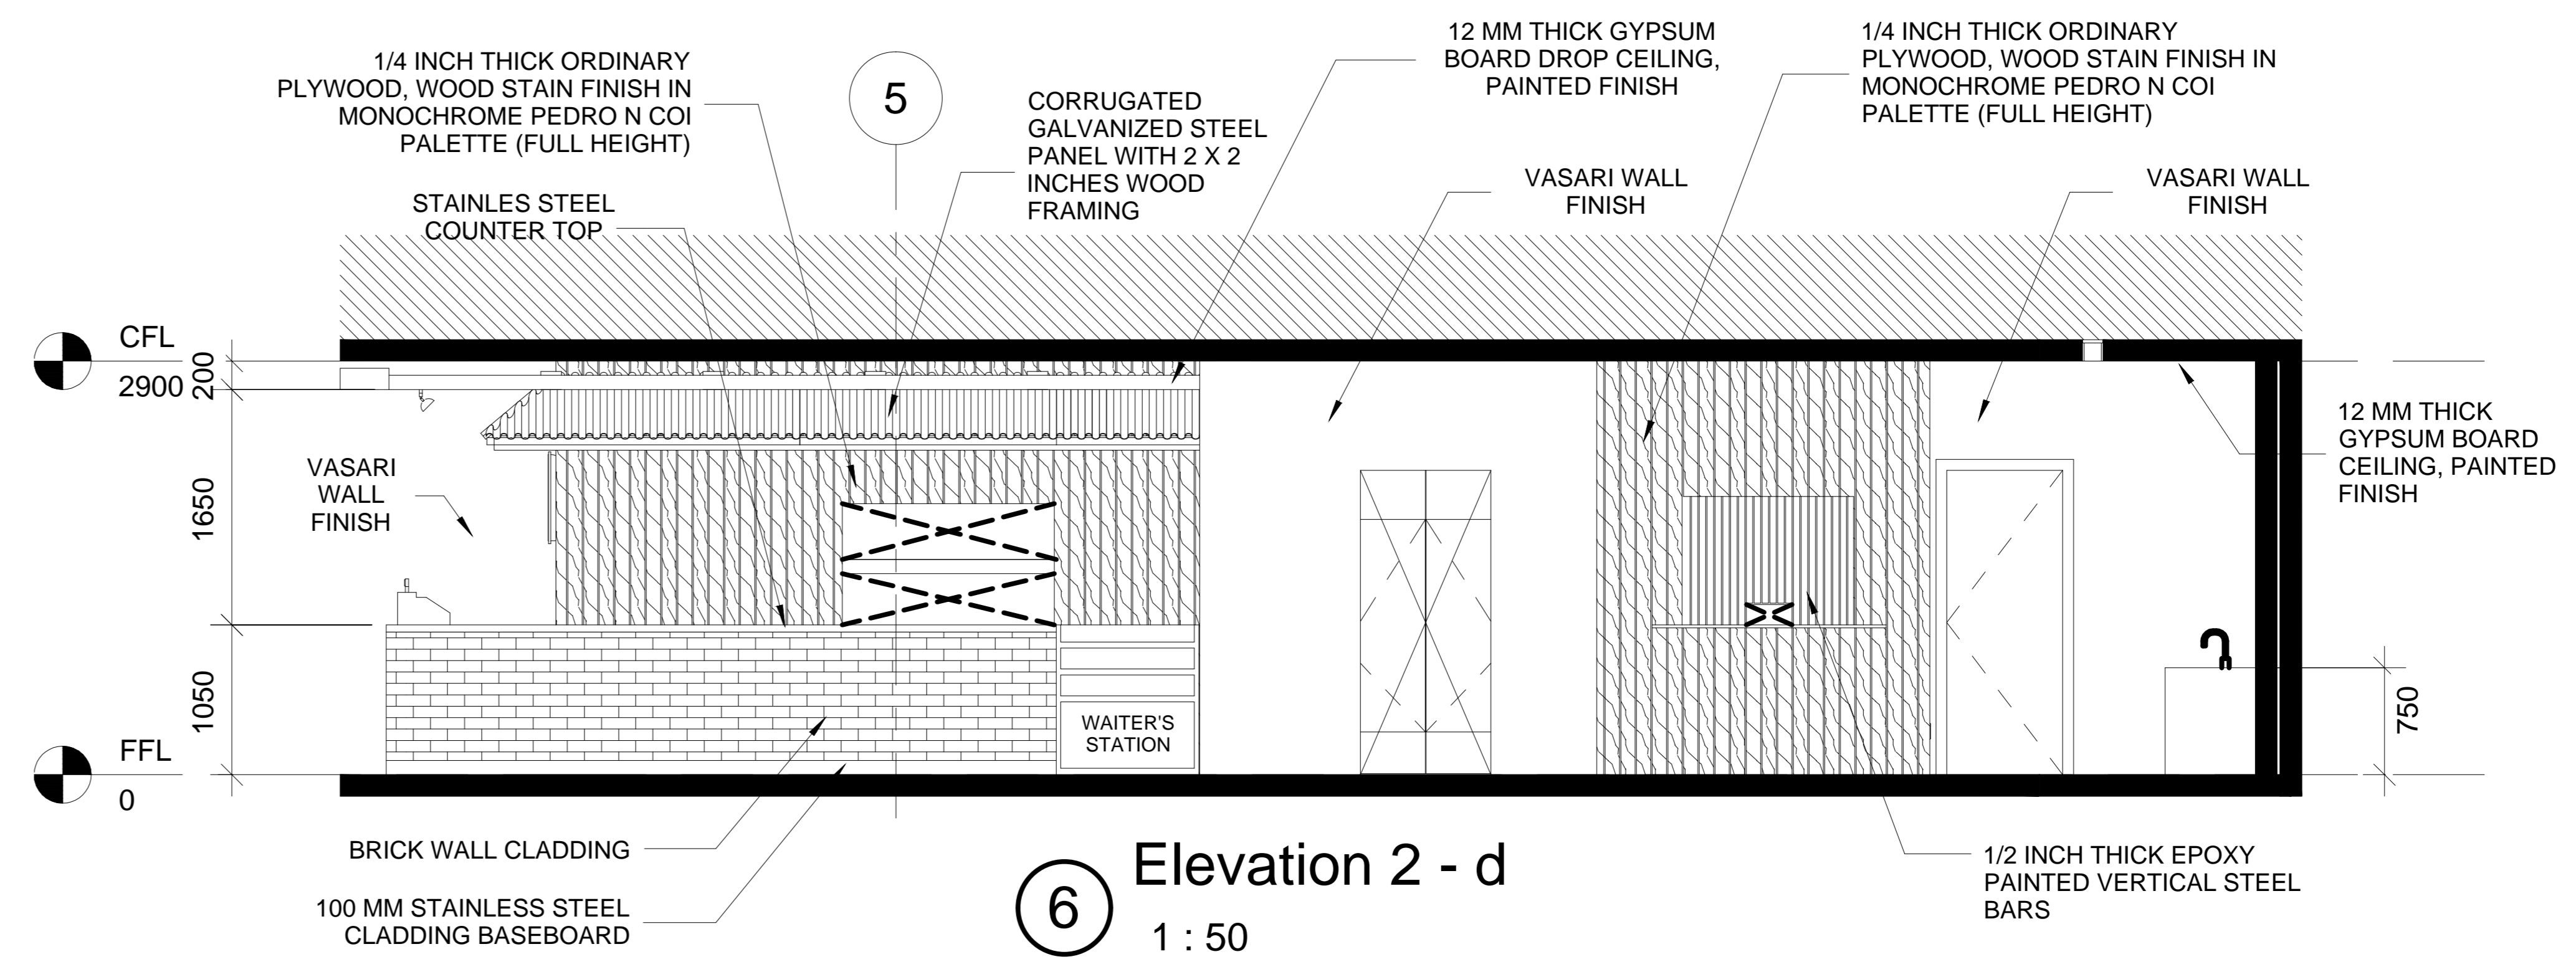 1/4 INCH THICK ORDINARY
PLYWOOD, WOOD STAIN FINISH IN
MONOCHROME PEDRO N COI
PALETTE (FULL HEIGHT)
STAINLES STEEL
COUNTER TOP
5
CORRUGATED
GALVANIZED STEEL
PANEL WITH 2 X 2
INCHES WOOD
FRAMING
12 MM THICK GYPSUM
BOARD DROP CEILING,
PAINTED FINISH
VASARI WALL
FINISH
1/4 INCH THICK ORDINARY
PLYWOOD, WOOD STAIN FINISH IN
MONOCHROME PEDRO N COI
PALETTE (FULL HEIGHT)
VASARI WALL
FINISH
CFL
2900
200
1650
1050
FFL
0
VASARI
WALL
FINISH
WAITER'S
STATION
12 MM THICK
GYPSUM BOARD
CEILING, PAINTED
FINISH
750
BRICK WALL CLADDING
100 MM STAINLESS STEEL
CLADDING BASEBOARD
6
Elevation 2 - d
1 : 50
1/2 INCH THICK EPOXY
PAINTED VERTICAL STEEL
BARS